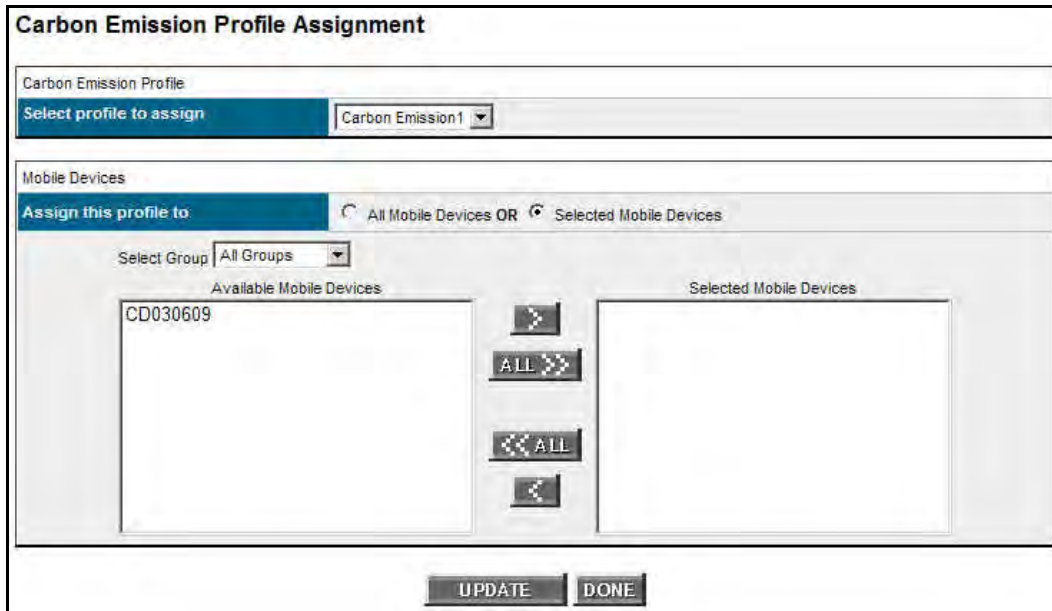 Carbon Emission Profile Assignment
Carbon Emission Profile
Select profile to assign Carbon Emission1
Mobile Devices
Assign this profile to All Mobile Devices OR Selected Mobile Devices
Select Group All Groups
Available Mobile Devices Selected Mobile Devices
CD030609
>
ALL >>
<< ALL
<
UPDATE DONE